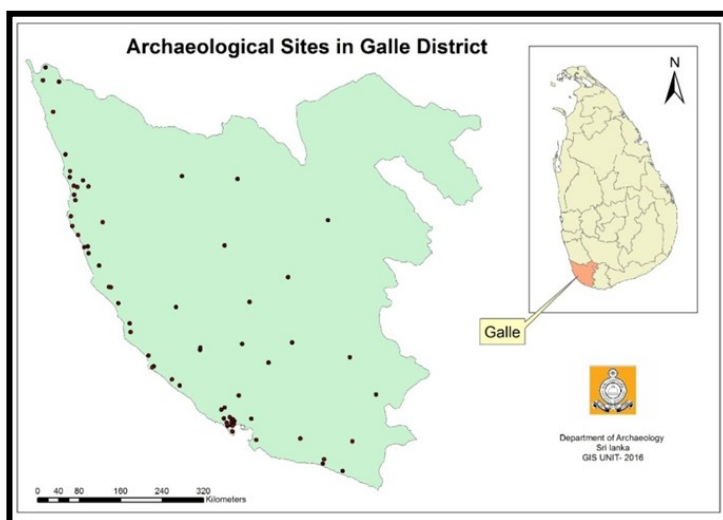 Archaeological Sites in Galle District
N
Galle
Department of Archaeology
Sri lanka
GIS UNIT- 2016
0 40 80 160 240 320
Kilometers